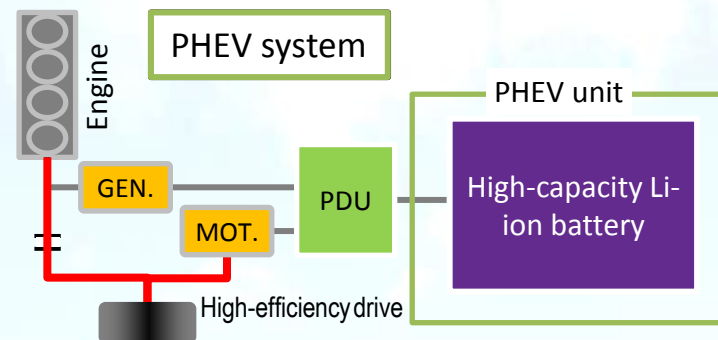 PHEV system
Engine
PHEV unit
GEN.
PDU
High-capacity Li-
ion battery
MOT.
High-efficiency drive